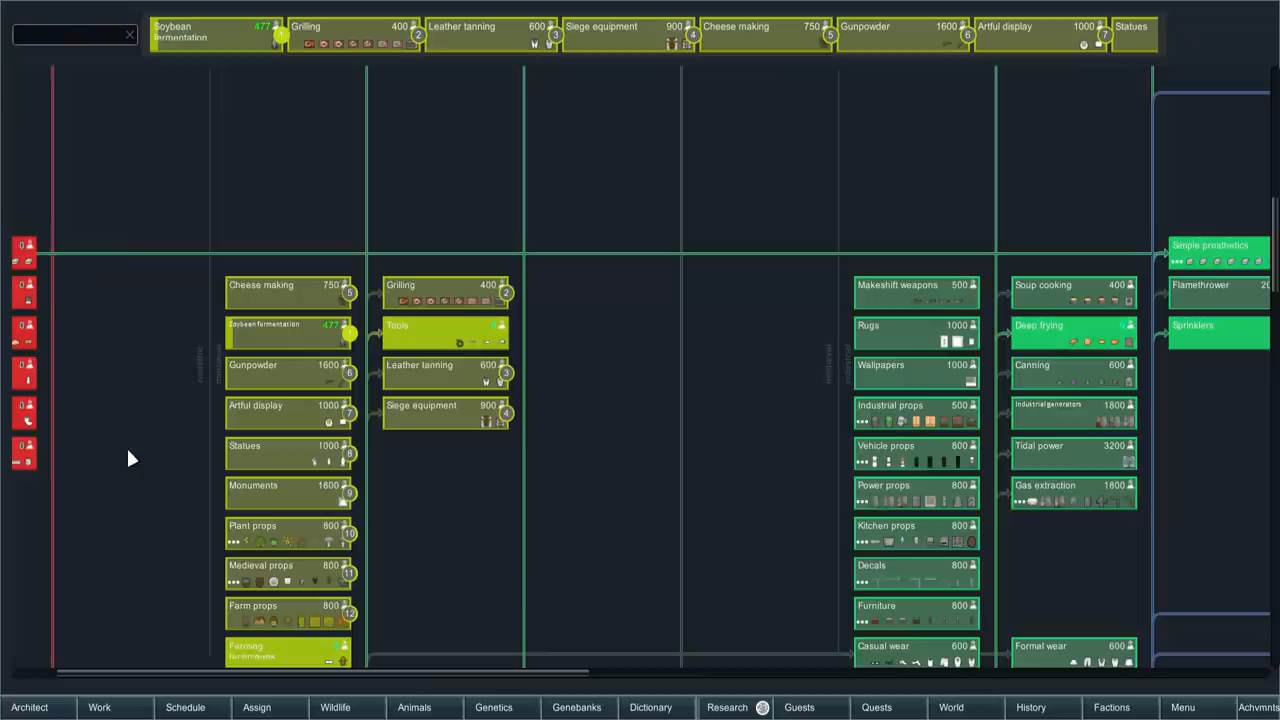 Soybean fermentation 477 1
Grilling 400 2
Leather tanning 600 3
Siege equipment 900 4
Cheese making 750 5
Gunpowder 1600 6
Artful display 1000 7
Statues
0
Simple prosthetics
0
Cheese making 750 5
Grilling 400 2
Makeshift weapons 500
Soup cooking 400
Flamethrower 20
0
Soybean fermentation 477
Tools
Rugs 1000
Deep frying
Sprinklers
0
Gunpowder 1600 6
Leather tanning 600 3
Wallpapers 1000
Canning 600
0
Artful display 1000 7
Siege equipment 900 4
Industrial props 500
Industrial generators 1800
0
Statues 1000 8
Vehicle props 800
Tidal power 3200
Monuments 1800 9
Power props 800
Gas extraction 1800
Plant props 800 10
Kitchen props 800
Medieval props 800 11
Decals 800
Farm props 800 12
Furniture 800
Farming techniques
Casual wear 600
Formal wear 600
medieval
medieval
industrial
Architect
Work
Schedule
Assign
Wildlife
Animals
Genetics
Genebanks
Dictionary
Research
Guests
Quests
World
History
Factions
Menu
Achvmnts